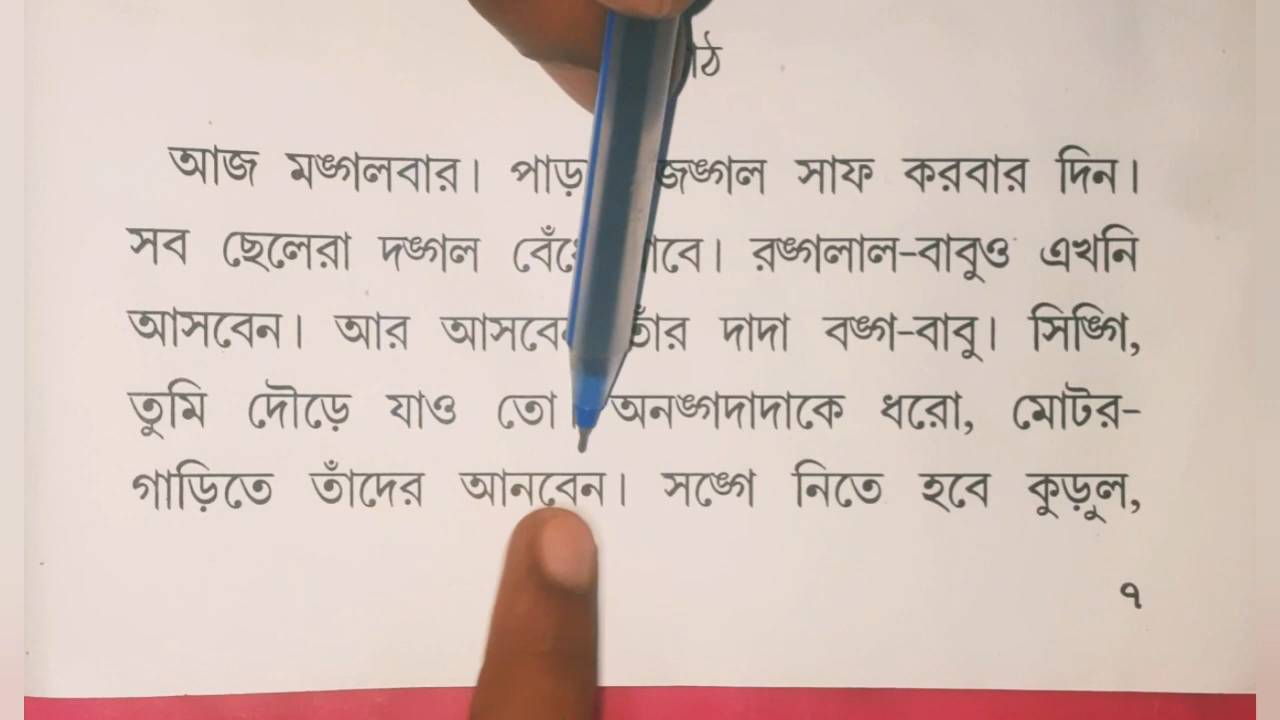 আজ মঙ্গলবার। জঙ্গল সাফ করবার দিন।
সব ছেলেরা দঙ্গল রঙ্গলাল-বাবুও এখনি
আসবেন। আর তাঁর দাদা বঙ্গ-বাবু। সিঙ্গি,
তুমি দৌড়ে যাও তো। অনঙ্গদাদাকে ধরো, মোটর-
গাড়িতে তাঁদের আনবেন। সঙ্গে নিতে হবে কুড়ুল,
৭